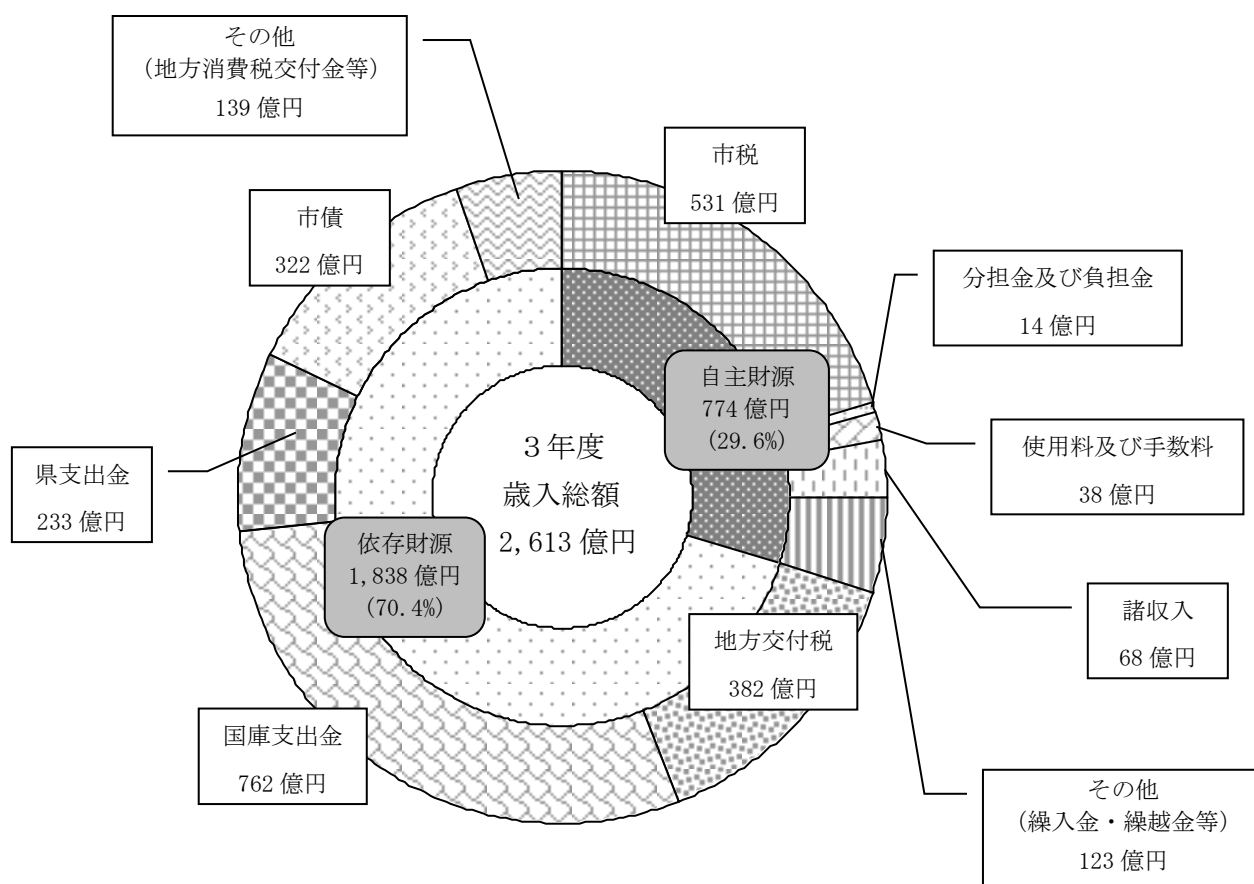 その他
（地方消費税交付金等）
139 億円
市税
531 億円
市債
322 億円
分担金及び負担金
14 億円
自主財源
774 億円
(29.6%)
使用料及び手数料
38 億円
3 年度
歳入総額
2,613 億円
県支出金
233 億円
依存財源
1,838 億円
(70.4%)
諸収入
68 億円
地方交付税
382 億円
国庫支出金
762 億円
その他
（繰入金・繰越金等）
123 億円